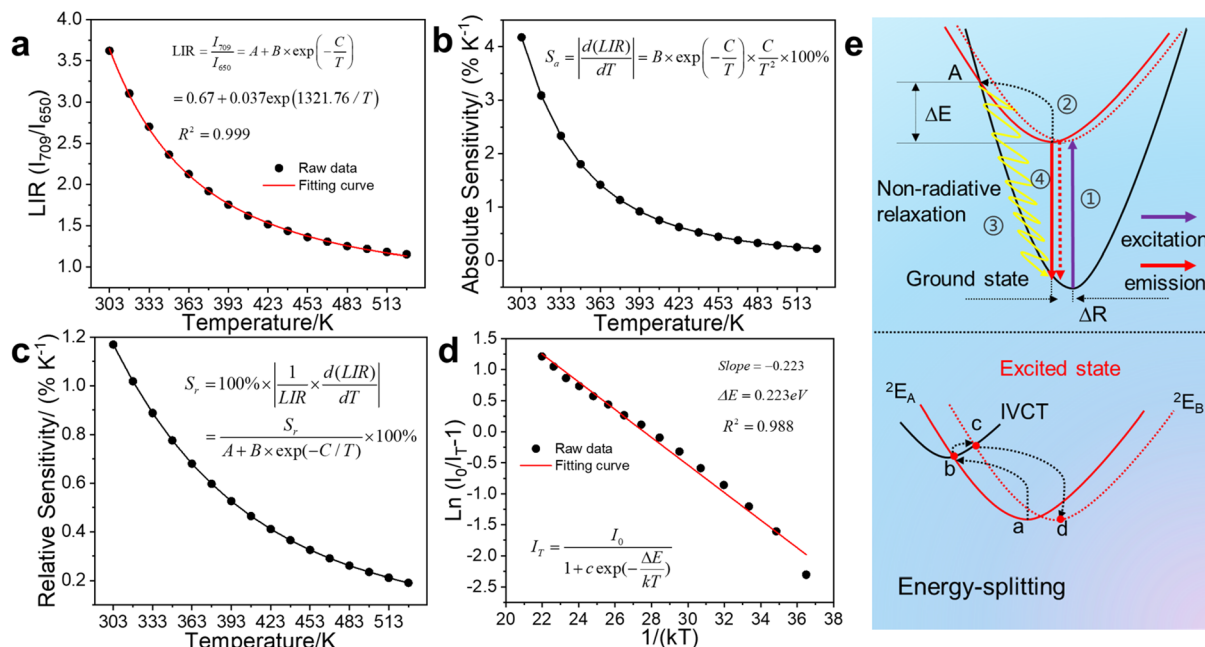 a
LIR (I709/I650)
4.0
3.5
3.0
2.5
2.0
1.5
1.0
LIR = I709/I650 = A + B × exp(−C/T)
= 0.67 + 0.037exp(1321.76 / T)
R² = 0.999
Raw data
Fitting curve
303 333 363 393 423 453 483 513
Temperature/K
b
Absolute Sensitivity/ (% K⁻¹)
4
3
2
1
0
Sa = |d(LIR)/dT| = B × exp(−C/T) × C/T² × 100%
303 333 363 393 423 453 483 513
Temperature/K
c
Relative Sensitivity/ (% K⁻¹)
1.2
1.0
0.8
0.6
0.4
0.2
Sr = 100% × |1/LIR × d(LIR)/dT|
= Sr/(A + B × exp(−C / T)) × 100%
303 333 363 393 423 453 483 513
Temperature/K
d
Ln (I0/IT-1)
1.5
1.0
0.5
0.0
-0.5
-1.0
-1.5
-2.0
-2.5
Slope = −0.223
ΔE = 0.223eV
R² = 0.988
Raw data
Fitting curve
IT = I0/(1 + c exp(−ΔE/kT))
20 22 24 26 28 30 32 34 36 38
1/(kT)
e
A
②
ΔE
④
①
Non-radiative
relaxation
③
excitation
emission
Ground state
ΔR
Excited state
²EA
IVCT
²EB
c
b
a
d
Energy-splitting